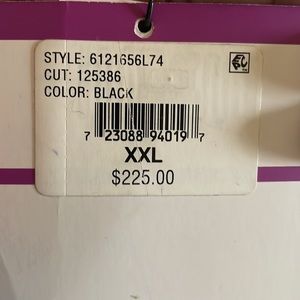 STYLE: 6121656L74
CUT: 125386
COLOR: BLACK
7 23088 94019 7
XXL
$225.00